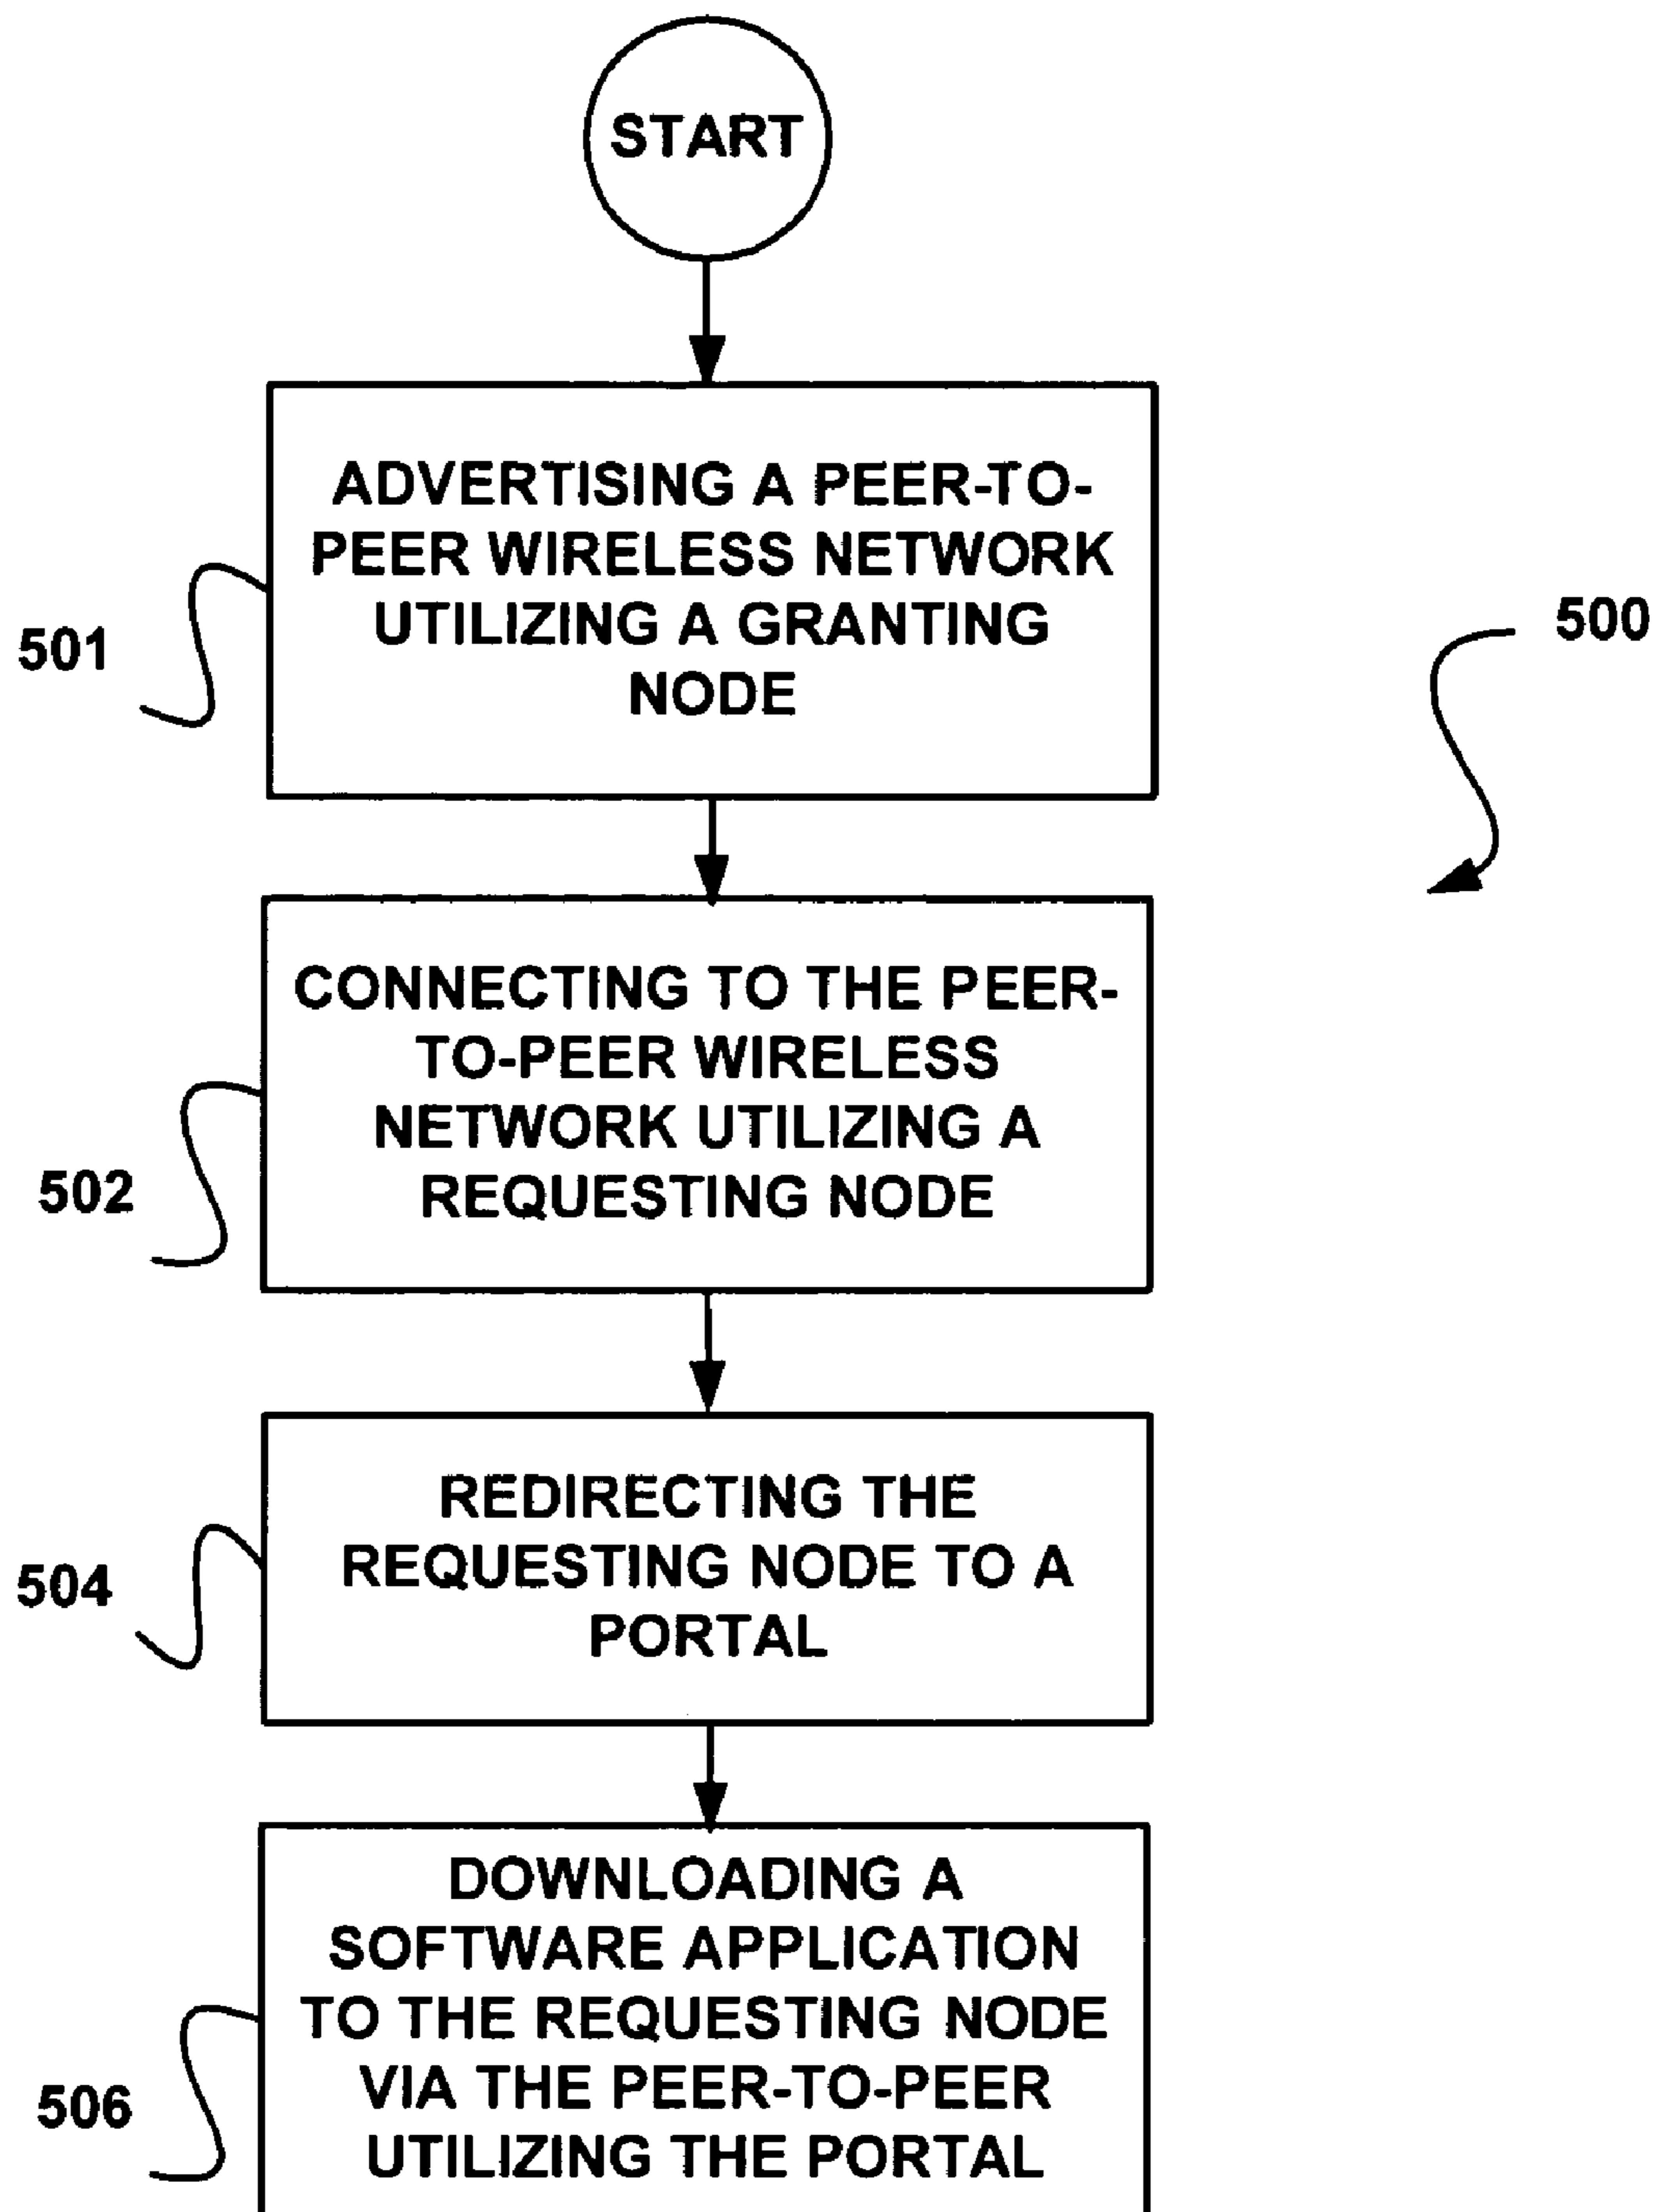 START
ADVERTISING A PEER-TO-
PEER WIRELESS NETWORK
UTILIZING A GRANTING
NODE
501
500
CONNECTING TO THE PEER-
TO-PEER WIRELESS
NETWORK UTILIZING A
REQUESTING NODE
502
REDIRECTING THE
REQUESTING NODE TO A
PORTAL
504
DOWNLOADING A
SOFTWARE APPLICATION
TO THE REQUESTING NODE
VIA THE PEER-TO-PEER
UTILIZING THE PORTAL
506